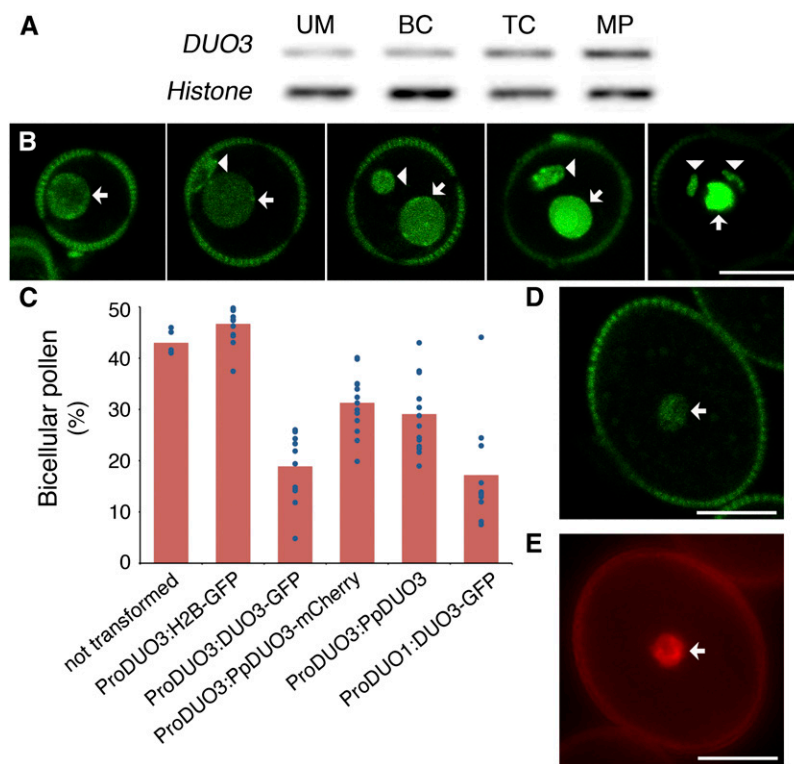 A
UM BC TC MP
DUO3
Histone
B
C
50
40
30
20
10
0
Bicellular pollen
(%)
not transformed
ProDUO3:H2B-GFP
ProDUO3:DUO3-GFP
ProDUO3:PpDUO3-mCherry
ProDUO3:PpDUO3
ProDUO1:DUO3-GFP
D
E